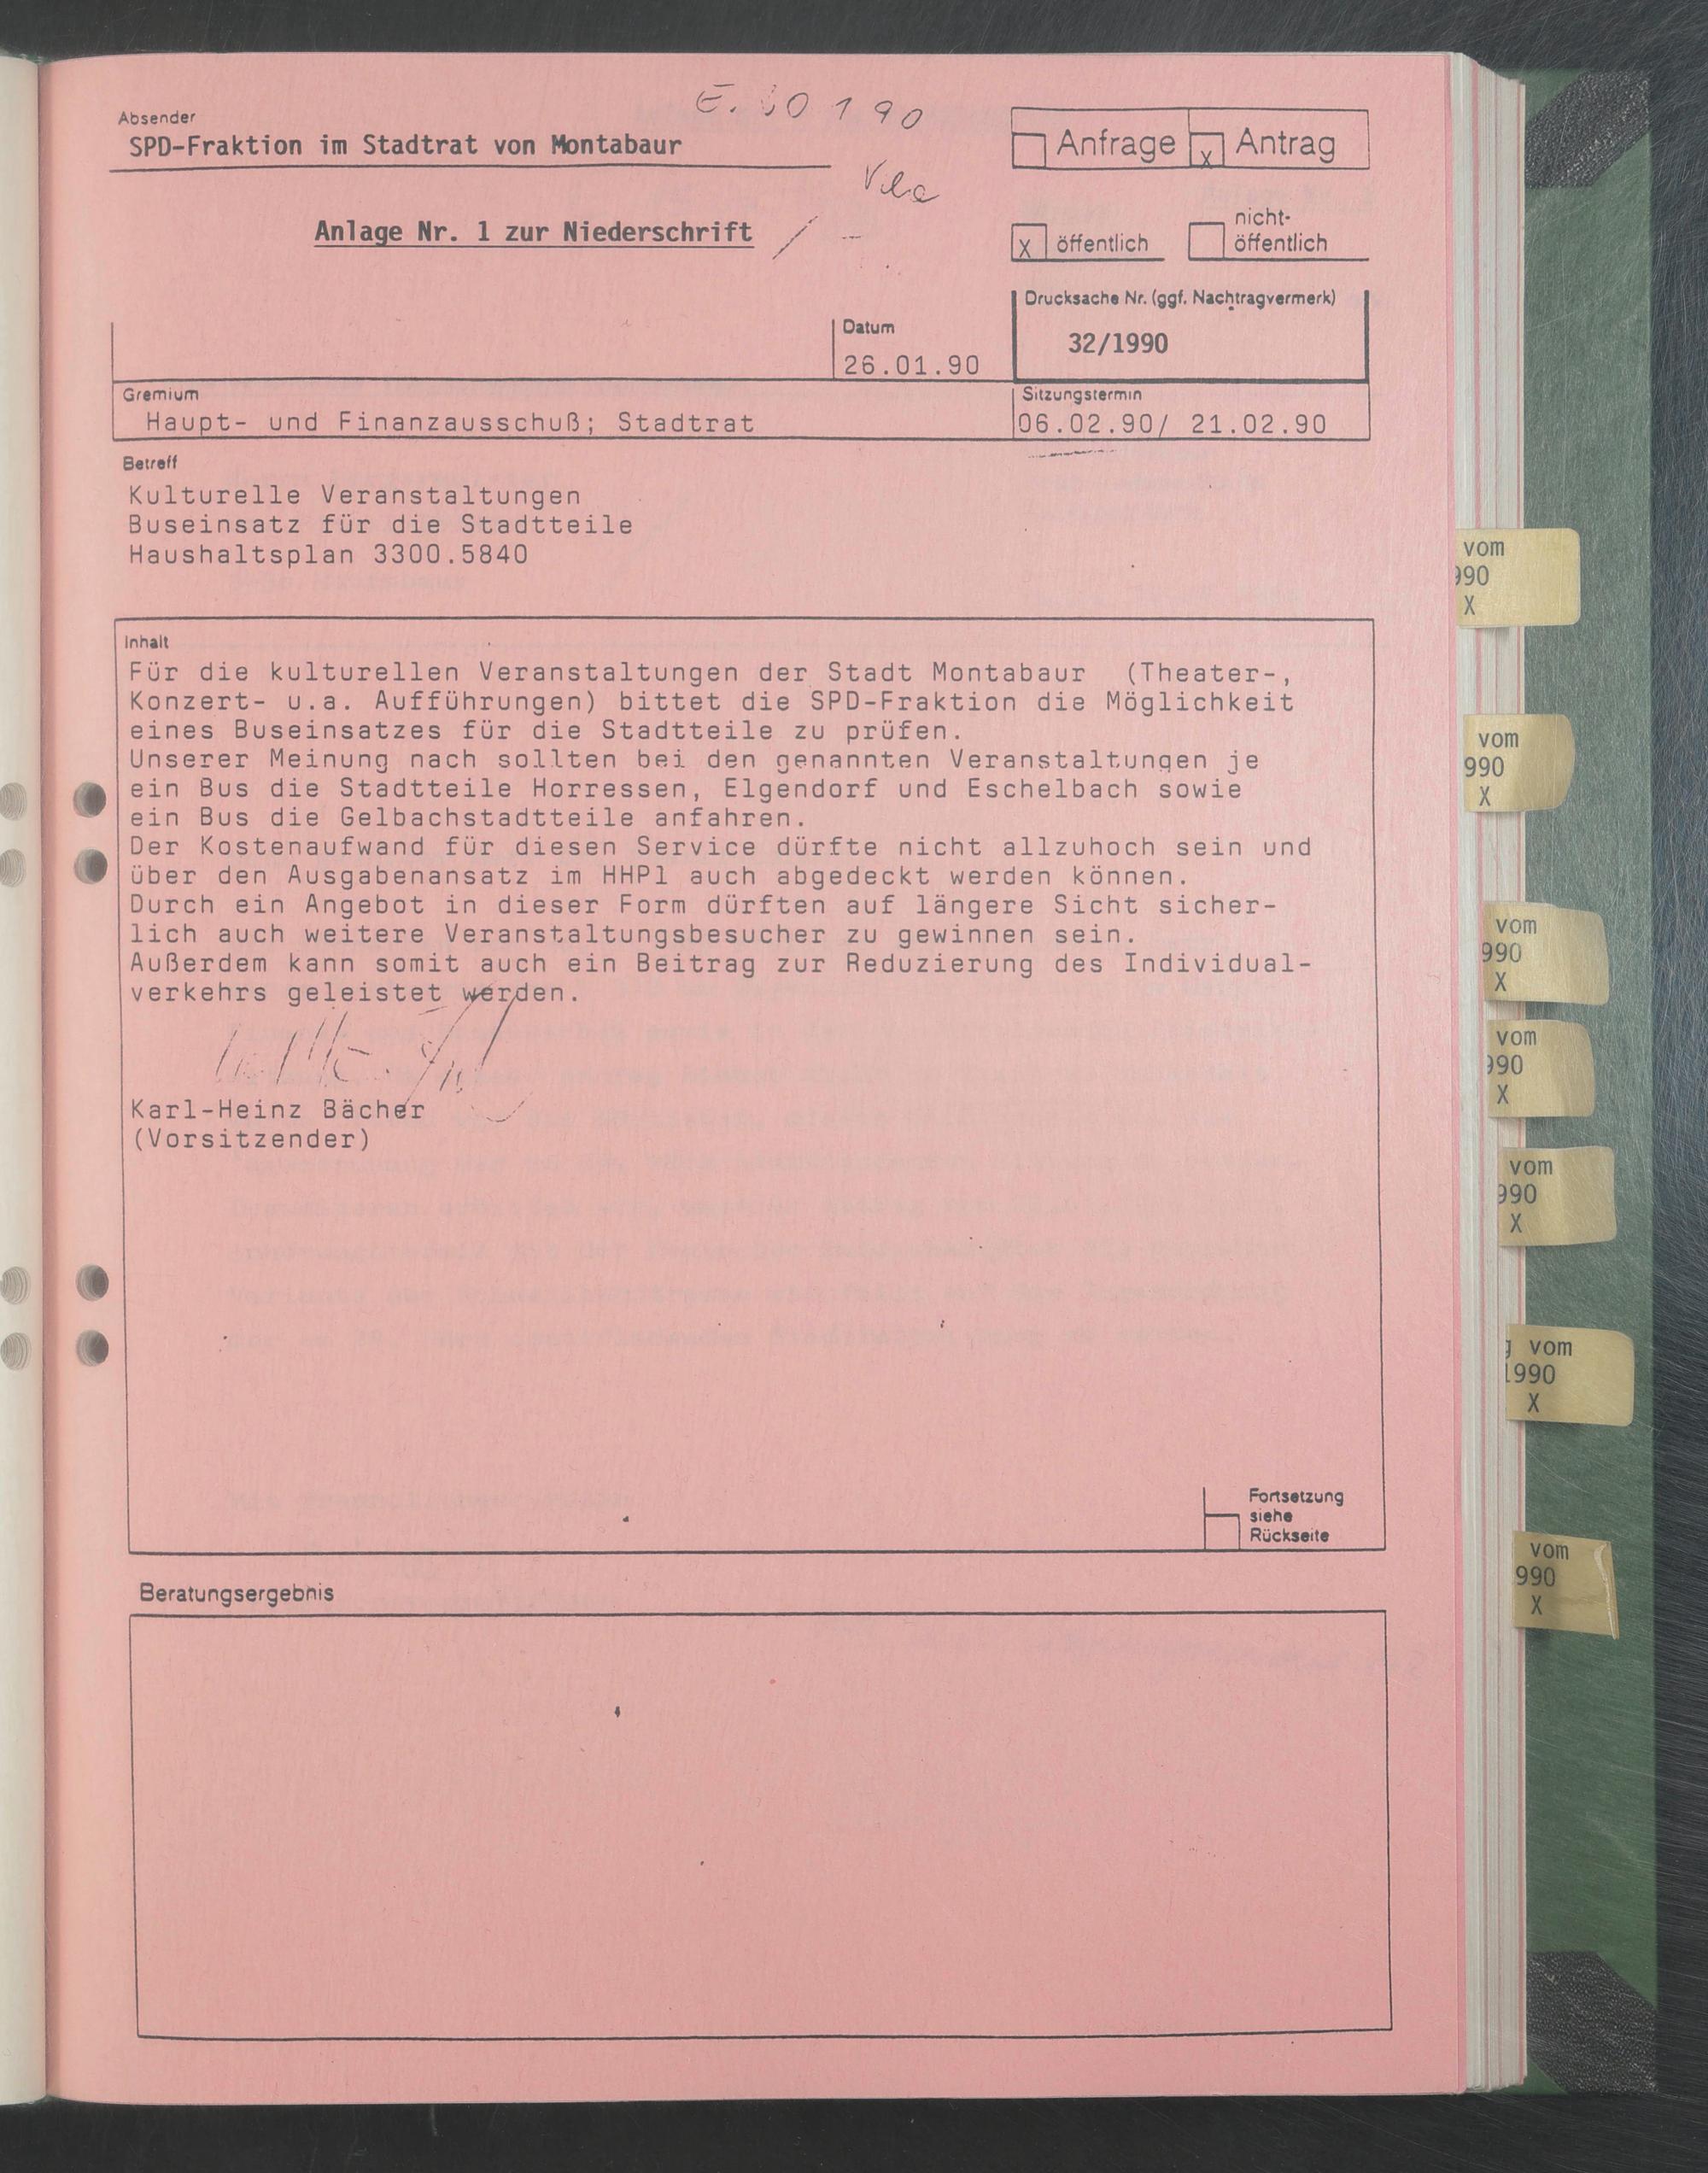 Absender
SPD-Fraktion im Stadtrat von Montabaur
Anfrage
x Antrag
Anlage Nr. 1 zur Niederschrift
x öffentlich
nicht-
öffentlich
Drucksache Nr. (ggf. Nachtragvermerk)
32/1990
Datum
26.01.90
Gremium
Haupt- und Finanzausschuß; Stadtrat
Sitzungstermin
06.02.90/ 21.02.90
Betreff
Kulturelle Veranstaltungen
Buseinsatz für die Stadtteile
Haushaltsplan 3300.5840
Inhalt
Für die kulturellen Veranstaltungen der Stadt Montabaur (Theater-,
Konzert- u.a. Aufführungen) bittet die SPD-Fraktion die Möglichkeit
eines Buseinsatzes für die Stadtteile zu prüfen.
Unserer Meinung nach sollten bei den genannten Veranstaltungen je
ein Bus die Stadtteile Horressen, Elgendorf und Eschelbach sowie
ein Bus die Gelbachstadtteile anfahren.
Der Kostenaufwand für diesen Service dürfte nicht allzuhoch sein und
über den Ausgabenansatz im HHPl auch abgedeckt werden können.
Durch ein Angebot in dieser Form dürften auf längere Sicht sicher-
lich auch weitere Veranstaltungsbesucher zu gewinnen sein.
Außerdem kann somit auch ein Beitrag zur Reduzierung des Individual-
verkehrs geleistet werden.
Karl-Heinz Bächer
(Vorsitzender)
Fortsetzung
siehe
Rückseite
Beratungsergebnis
vom
990
X
vom
990
X
vom
990
X
vom
990
X
vom
990
X
g vom
1990
X
vom
990
X